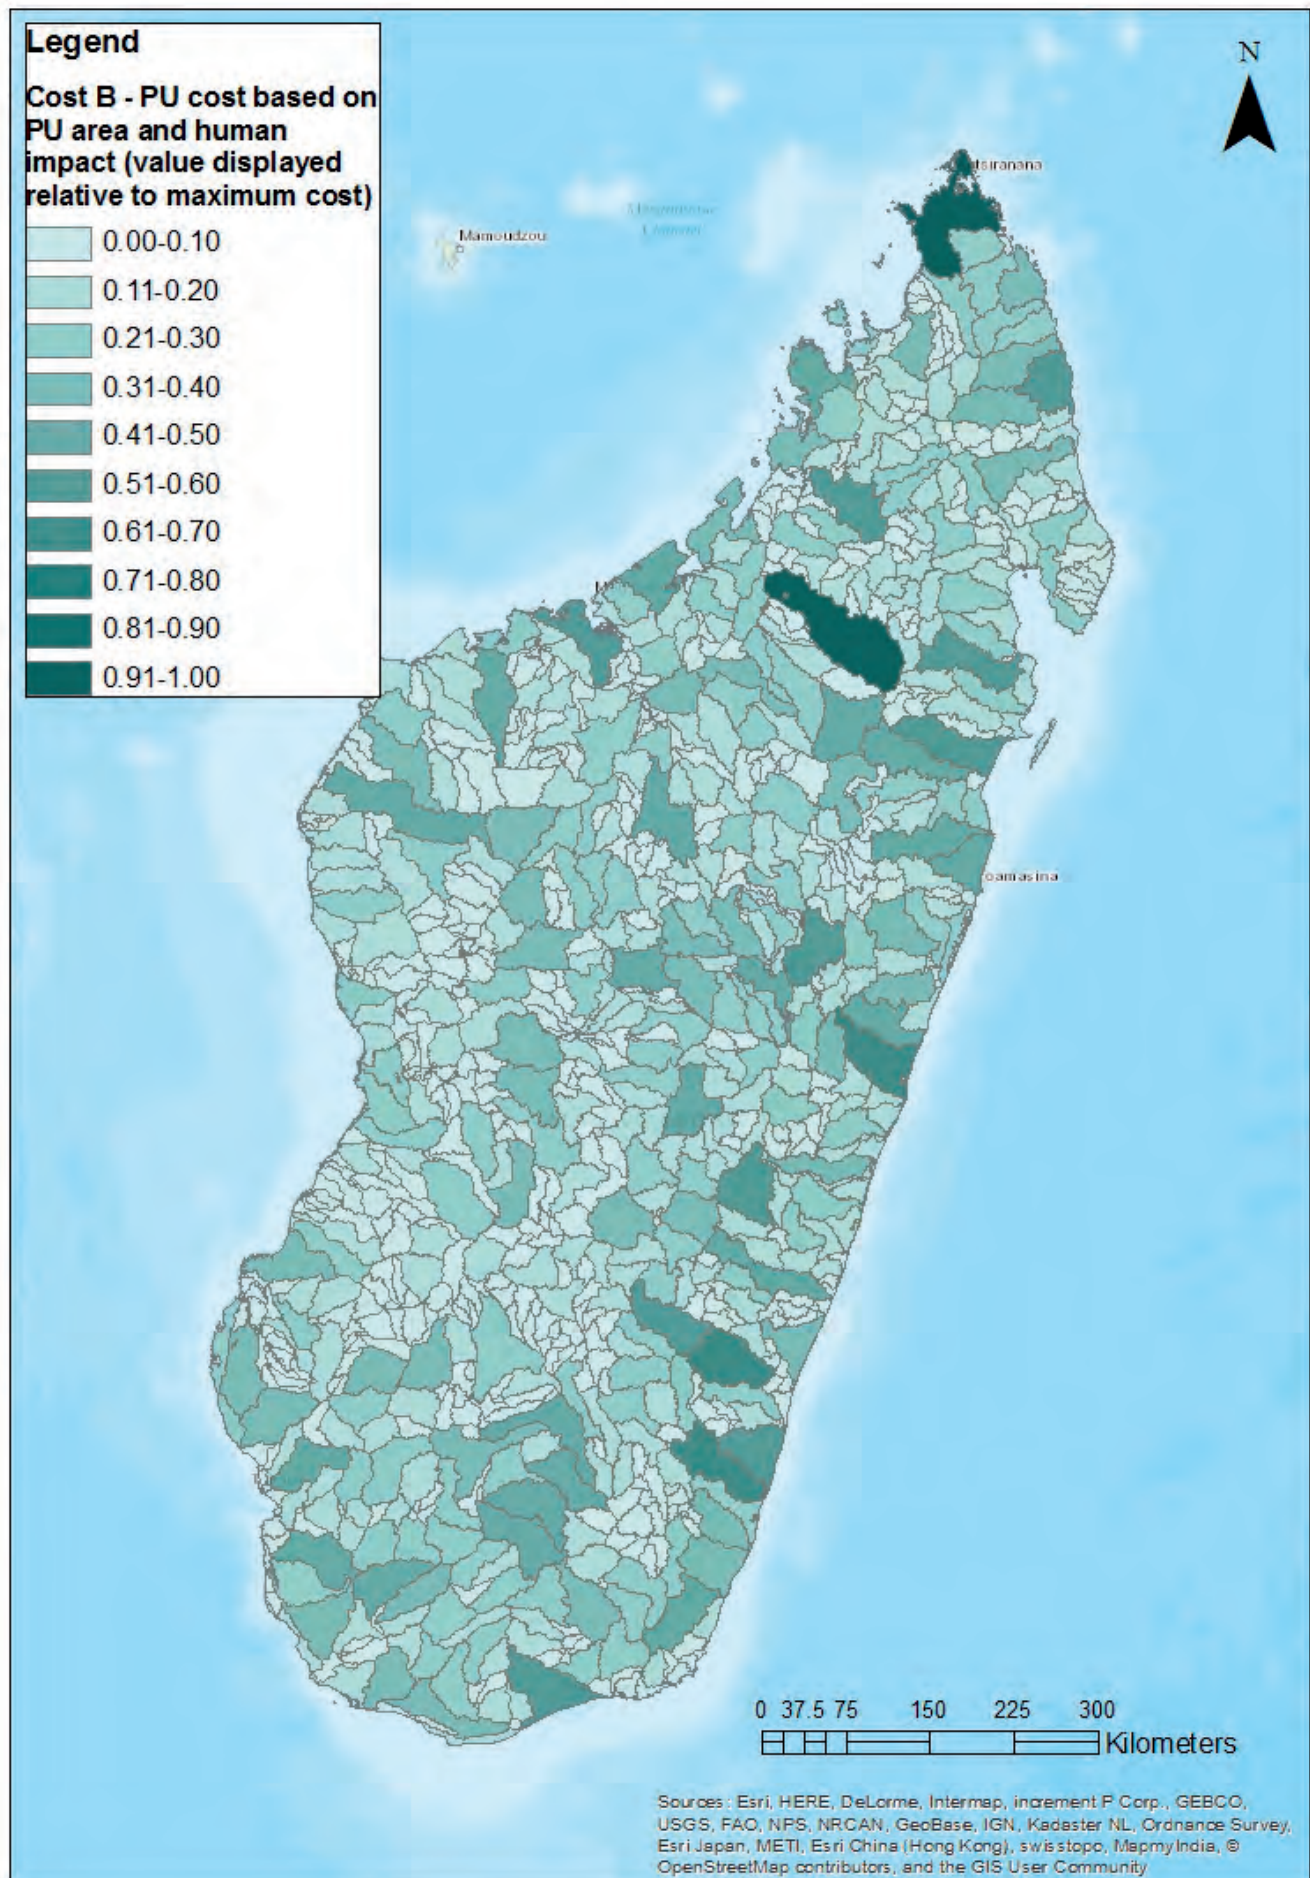 Legend
Cost B - PU cost based on
PU area and human
impact (value displayed
relative to maximum cost)
0.00-0.10
0.11-0.20
0.21-0.30
0.31-0.40
0.41-0.50
0.51-0.60
0.61-0.70
0.71-0.80
0.81-0.90
0.91-1.00
N
tsiranana
Mamoudzou
M
oamasina
0 37.5 75 150 225 300
Kilometers
Sources: Esri, HERE, DeLorme, Intermap, increment P Corp., GEBCO,
USGS, FAO, NPS, NRCAN, GeoBase, IGN, Kadaster NL, Ordnance Survey,
Esri Japan, METI, Esri China (Hong Kong), swisstopo, MapmyIndia, ©
OpenStreetMap contributors, and the GIS User Community